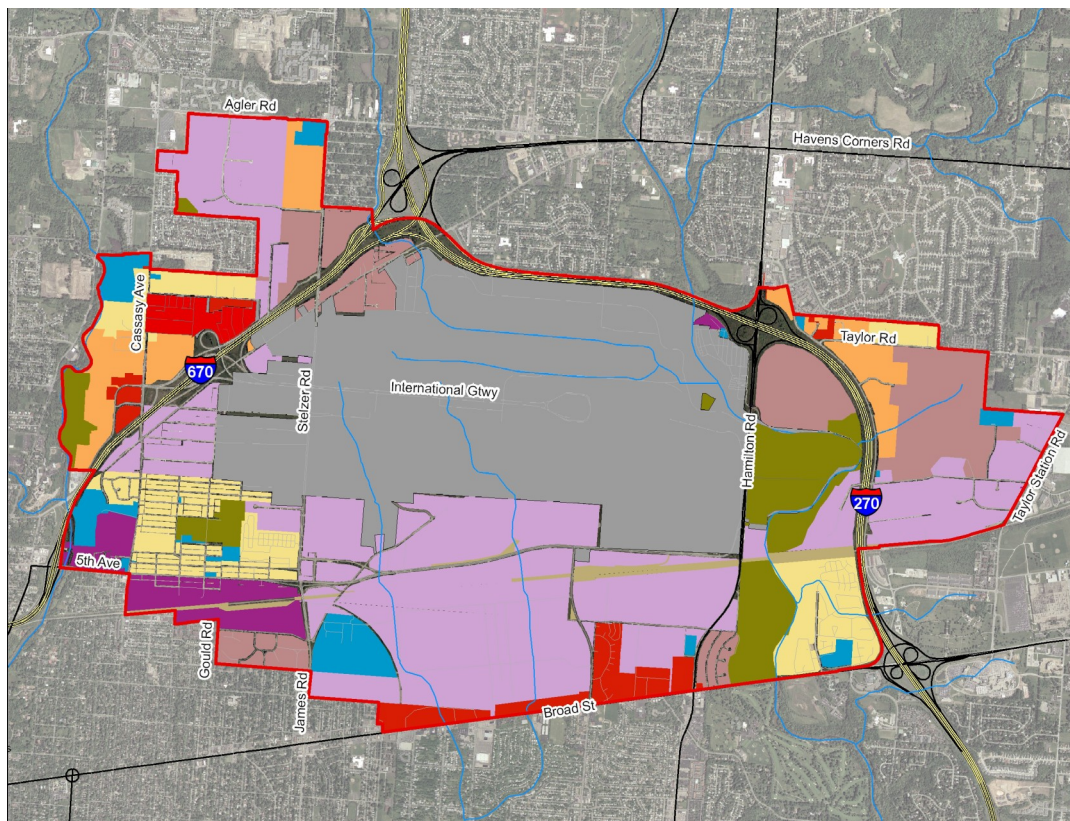 Agler Rd
Havens Corners Rd
Cassasy Ave
Taylor Rd
670
Stelzer Rd
International Gtwy
Hamilton Rd
270
Taylor Station Rd
5th Ave
Gould Rd
James Rd
Broad St